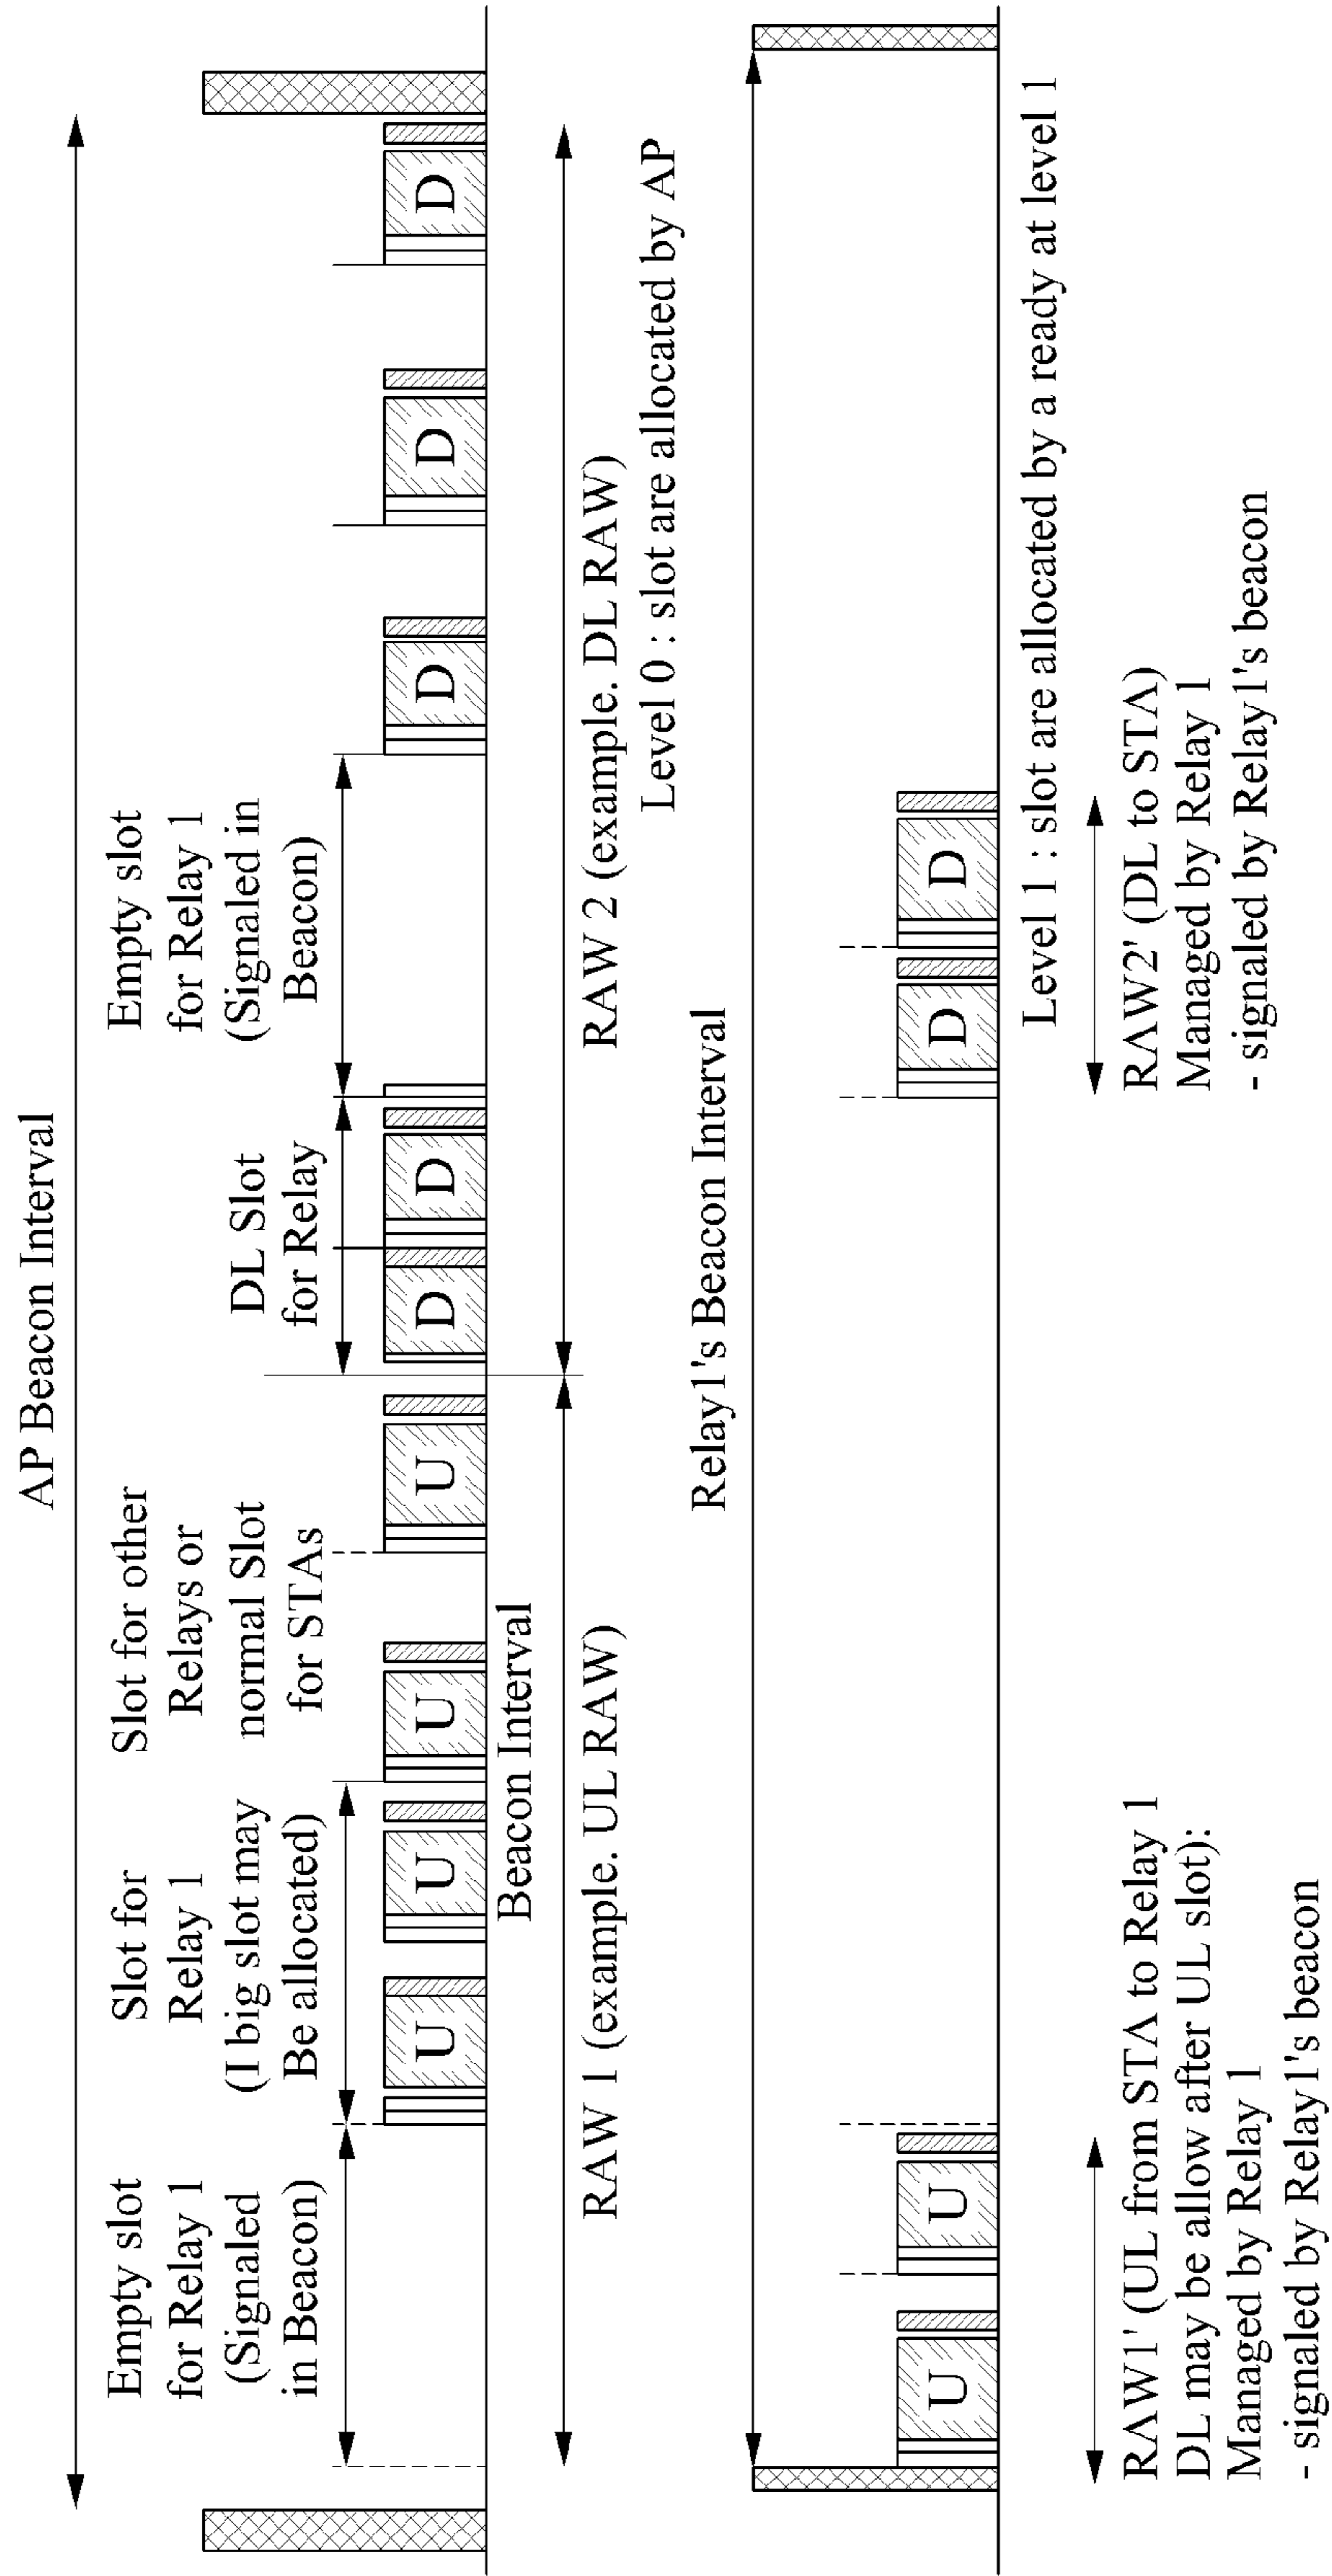 AP Beacon Interval
Empty slot
for Relay 1
(Signaled
in Beacon)
Slot for
Relay 1
(I big slot may
Be allocated)
Slot for other
Relays or
normal Slot
for STAs
DL Slot
for Relay
Empty slot
for Relay 1
(Signaled in
Beacon)
U
U
U
U
D
D
D
D
D
Beacon Interval
RAW 1 (example. UL RAW)
RAW 2 (example. DL RAW)
Level 0 : slot are allocated by AP
Relay1's Beacon Interval
U
U
D
D
Level 1 : slot are allocated by a ready at level 1
RAW1' (UL from STA to Relay 1
DL may be allow after UL slot):
Managed by Relay 1
- signaled by Relay1's beacon
RAW2' (DL to STA)
Managed by Relay 1
- signaled by Relay1's beacon